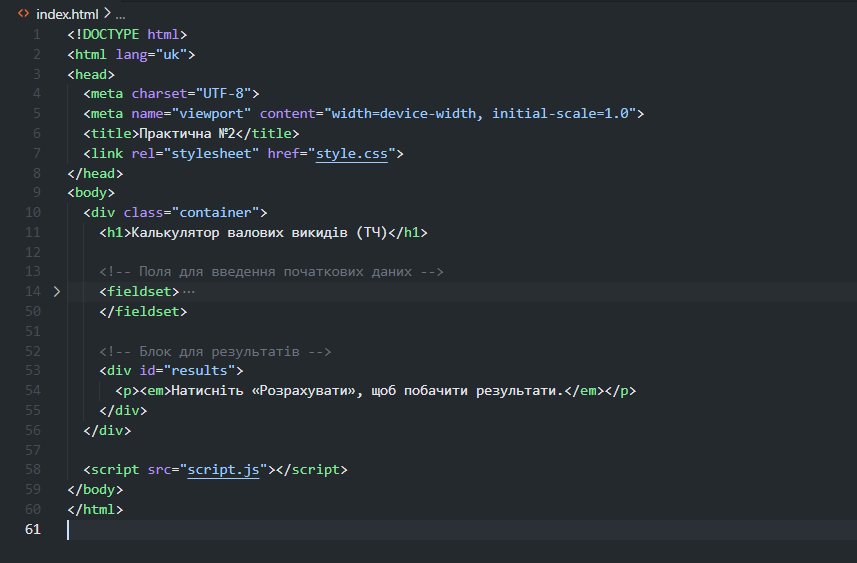 index.html > ...
1 <!DOCTYPE html>
2 <html lang="uk">
3 <head>
4 <meta charset="UTF-8">
5 <meta name="viewport" content="width=device-width, initial-scale=1.0">
6 <title>Практична №2</title>
7 <link rel="stylesheet" href="style.css">
8 </head>
9 <body>
10 <div class="container">
11 <h1>Калькулятор валових викидів (ТЧ)</h1>
12
13 <!-- Поля для введення початкових даних -->
14 <fieldset> ...
50 </fieldset>
51
52 <!-- Блок для результатів -->
53 <div id="results">
54 <p><em>Натисніть «Розрахувати», щоб побачити результати.</em></p>
55 </div>
56 </div>
57
58 <script src="script.js"></script>
59 </body>
60 </html>
61